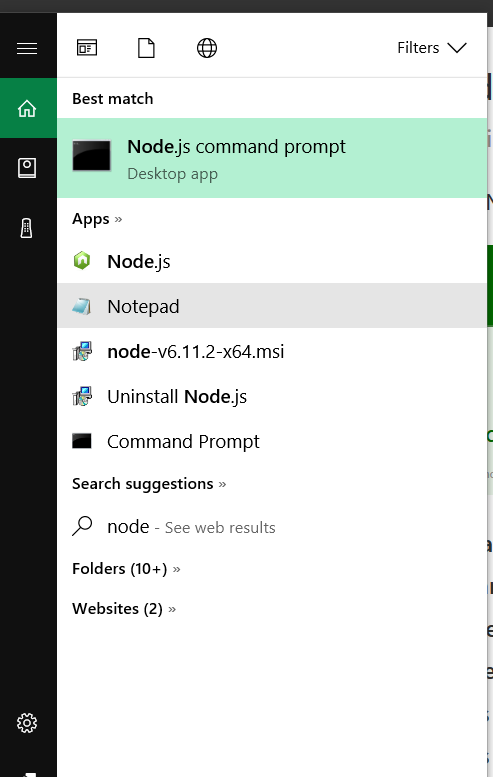 Filters
Best match
Node.js command prompt
Desktop app
Apps »
Node.js
Notepad
node-v6.11.2-x64.msi
Uninstall Node.js
Command Prompt
Search suggestions »
node - See web results
Folders (10+) »
Websites (2) »